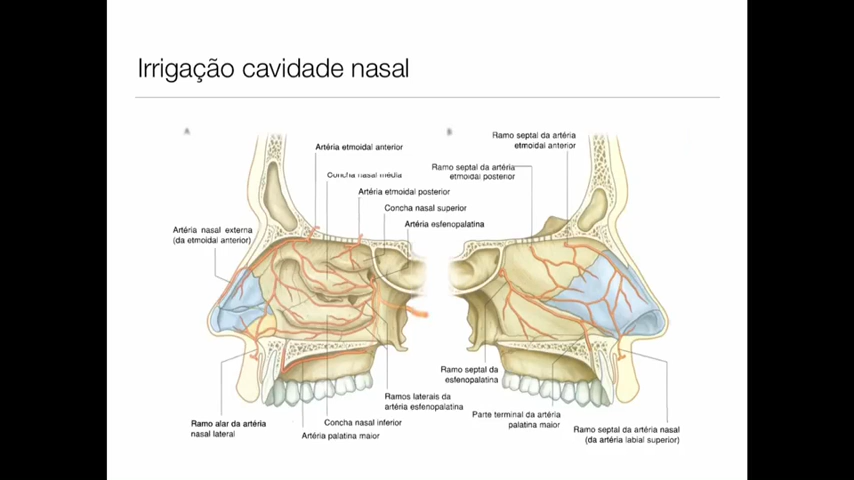 Irrigação cavidade nasal
A
B
Artéria etmoidal anterior
Concha nasal média
Artéria etmoidal posterior
Concha nasal superior
Artéria esfenopalatina
Artéria nasal externa
(da etmoidal anterior)
Ramo alar da artéria
nasal lateral
Artéria palatina maior
Concha nasal inferior
Ramos laterais da
artéria esfenopalatina
Ramo septal da artéria
etmoidal anterior
Ramo septal da artéria
etmoidal posterior
Ramo septal da
esfenopalatina
Parte terminal da artéria
palatina maior
Ramo septal da artéria nasal
(da artéria labial superior)